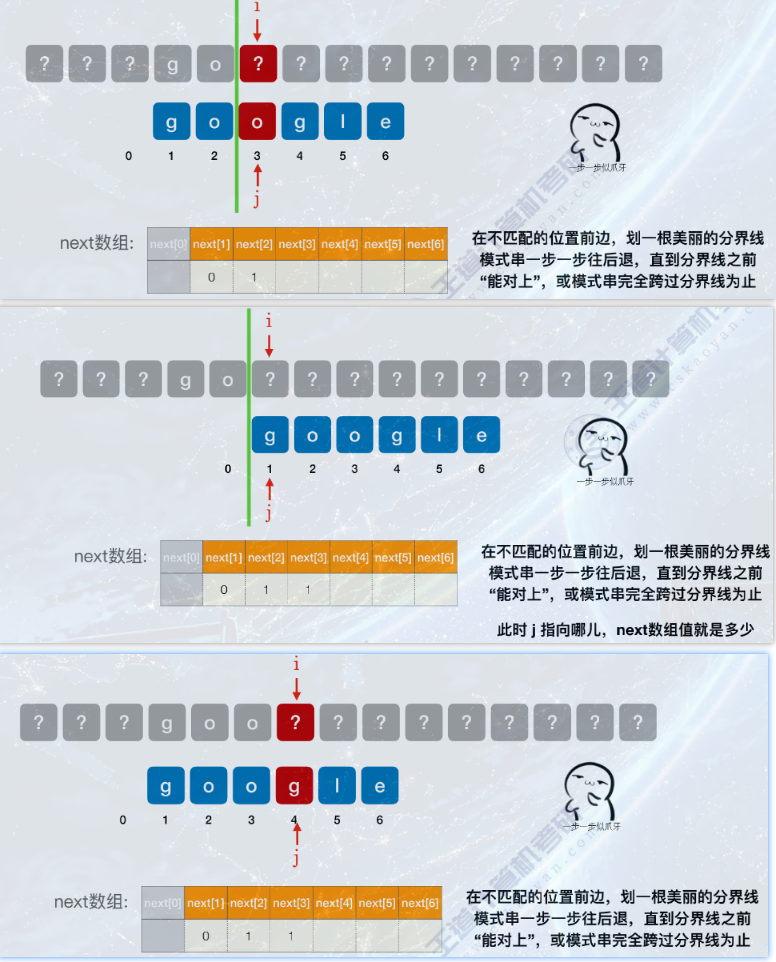 i
? ? ? g o ? ? ? ? ? ? ? ? ? ?
g o o g l e
0 1 2 3 4 5 6
j
一步一步似爪牙
next数组: next[0] next[1] next[2] next[3] next[4] next[5] next[6]
0 1
在不匹配的位置前边，划一根美丽的分界线
模式串一步一步往后退，直到分界线之前
“能对上”，或模式串完全跨过分界线为止
i
? ? ? g o ? ? ? ? ? ? ? ? ? ?
g o o g l e
0 1 2 3 4 5 6
j
一步一步似爪牙
next数组: next[0] next[1] next[2] next[3] next[4] next[5] next[6]
0 1 1
在不匹配的位置前边，划一根美丽的分界线
模式串一步一步往后退，直到分界线之前
“能对上”，或模式串完全跨过分界线为止
此时 j 指向哪儿，next数组值就是多少
i
? ? ? g o o ? ? ? ? ? ? ? ? ?
g o o g l e
0 1 2 3 4 5 6
j
一步一步似爪牙
next数组: next[0] next[1] next[2] next[3] next[4] next[5] next[6]
0 1 1
在不匹配的位置前边，划一根美丽的分界线
模式串一步一步往后退，直到分界线之前
“能对上”，或模式串完全跨过分界线为止